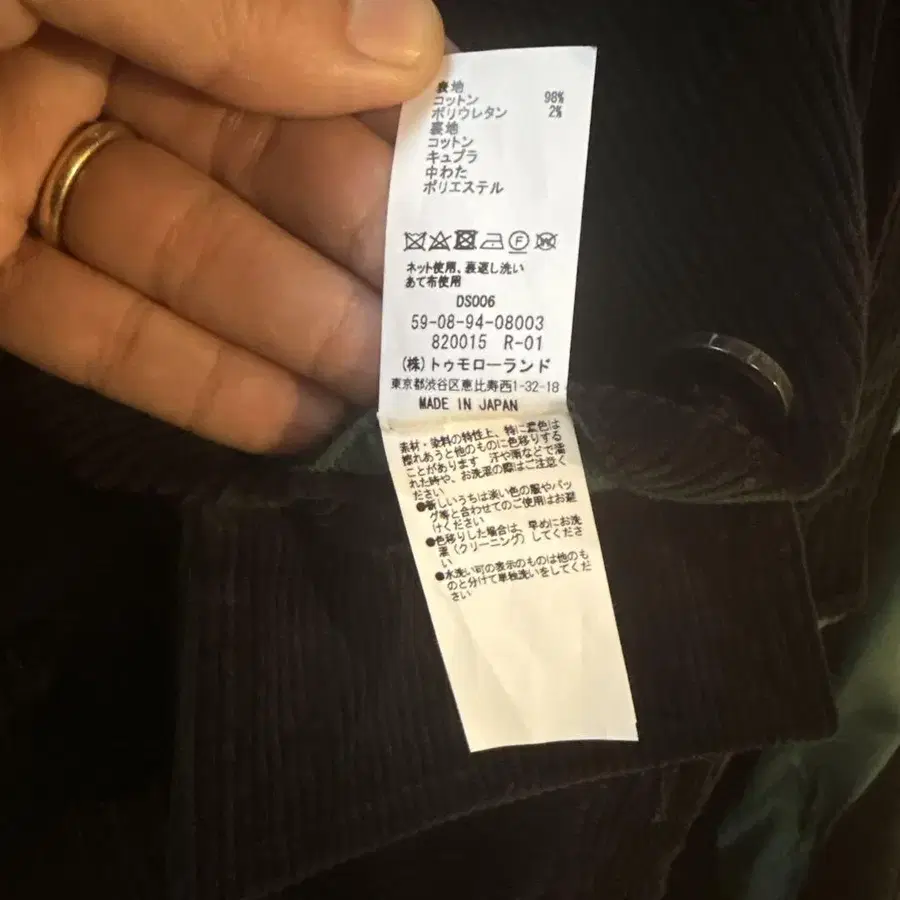 表地
コットン 98%
ポリウレタン 2%
裏地
コットン
キュプラ
中わた
ポリエステル
F W
ネット使用、裏返し洗い
あて布使用
DS006
59-08-94-08003
820015 R-01
(株)トゥモローランド
東京都渋谷区恵比寿西1-32-18
MADE IN JAPAN
素材・染料の特性上、特に濃色は
擦れあうと他のものに色移りする
ことがあります 汗や雨などで濡
れた時や、お洗濯の際はご注意く
ださい
●新しいうちは淡い色の服やバッ
グ等と合わせてのご使用はお避
けください
●色移りした場合は、早めにお洗
濯(クリーニング)してくださ
い
●水洗い可の表示のものは他のも
のと分けて単独洗いをしてくだ
さい